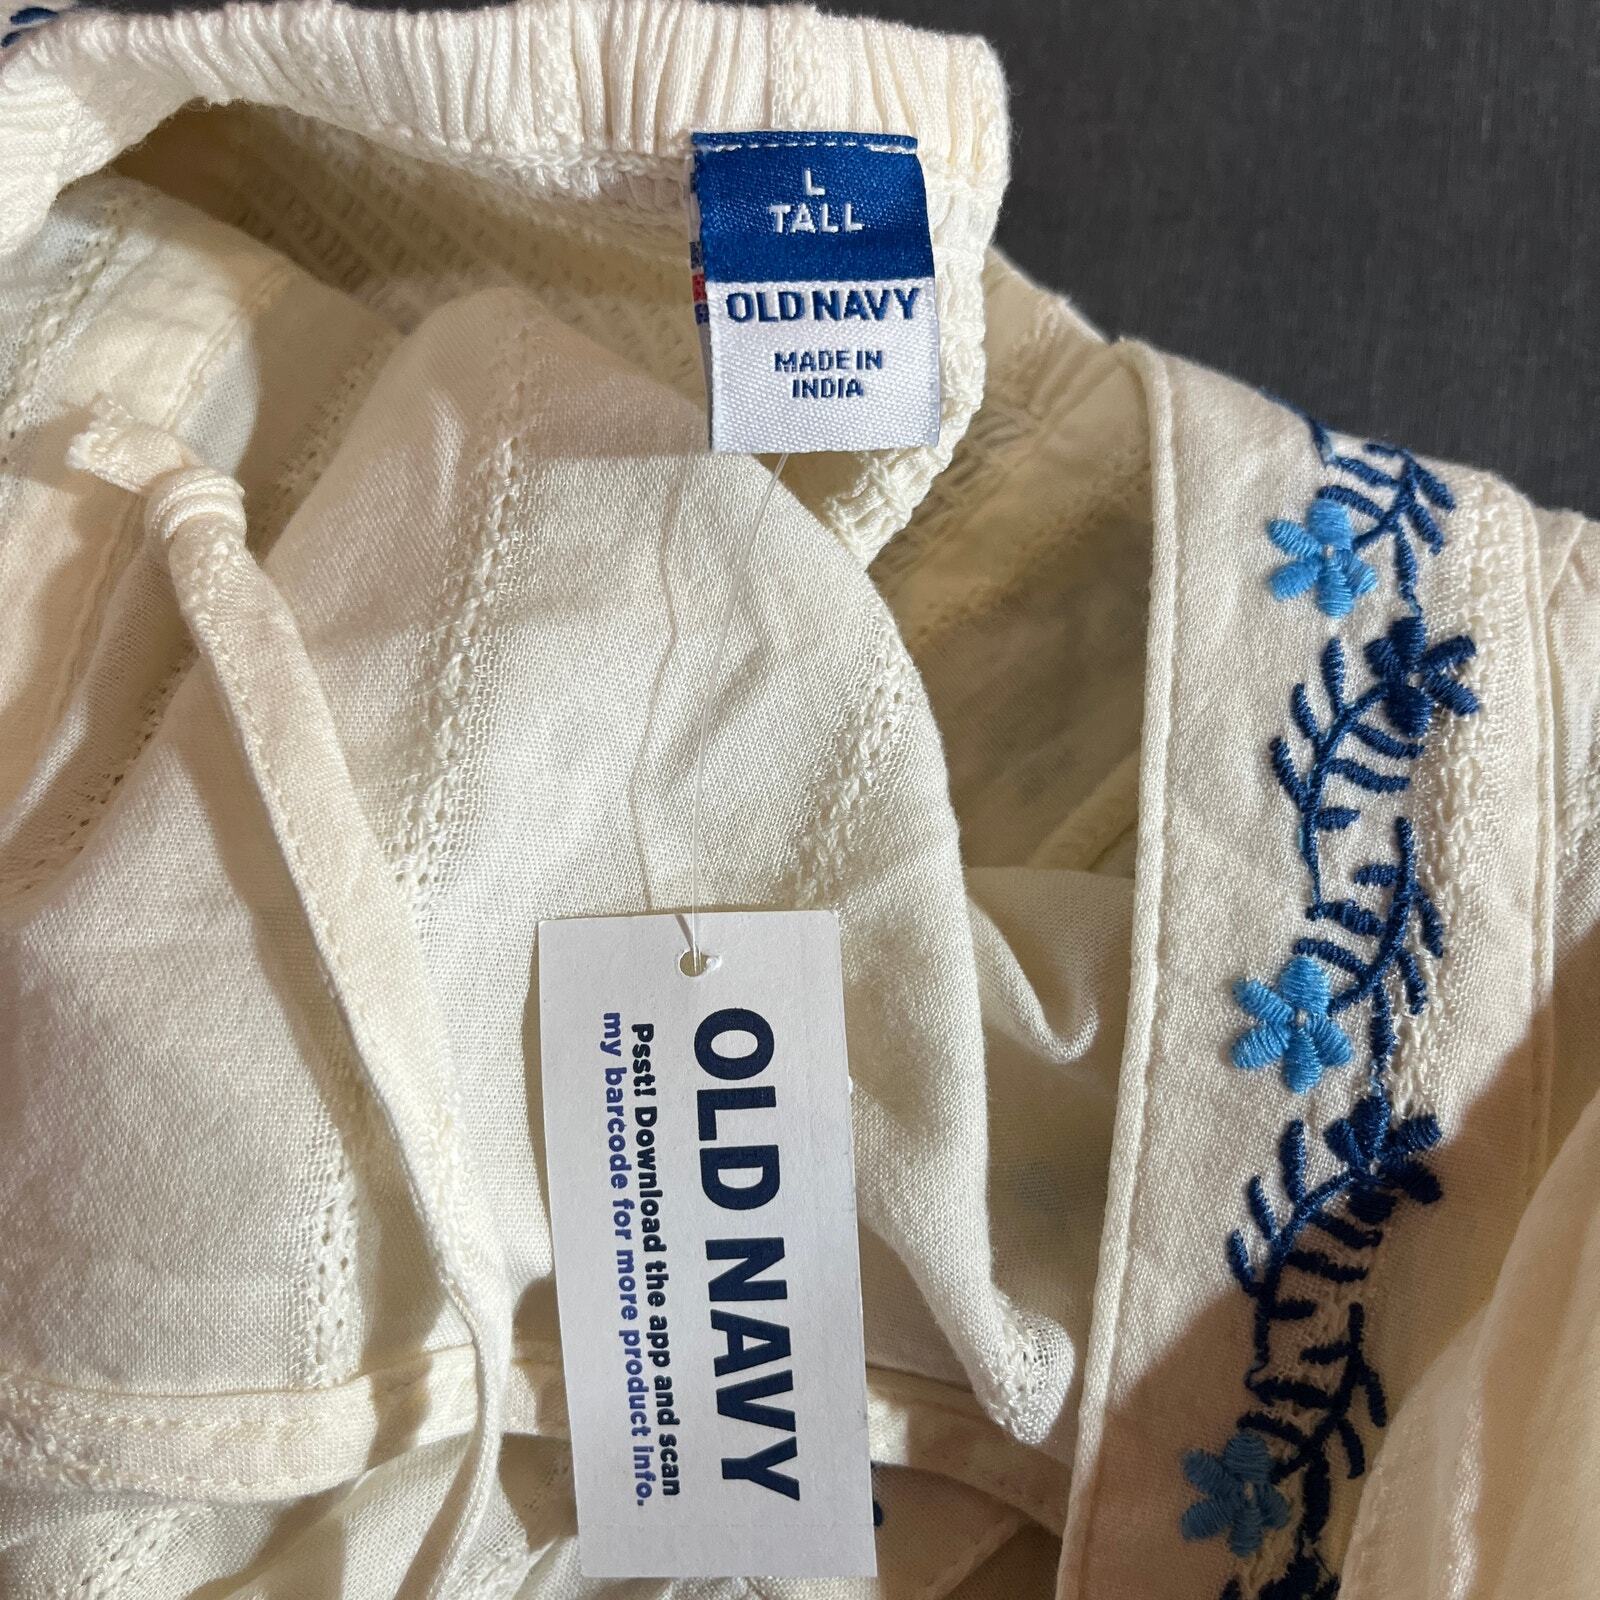 L
TALL
OLD NAVY
MADE IN
INDIA
OLD NAVY
Psst! Download the app and scan
my barcode for more product info.